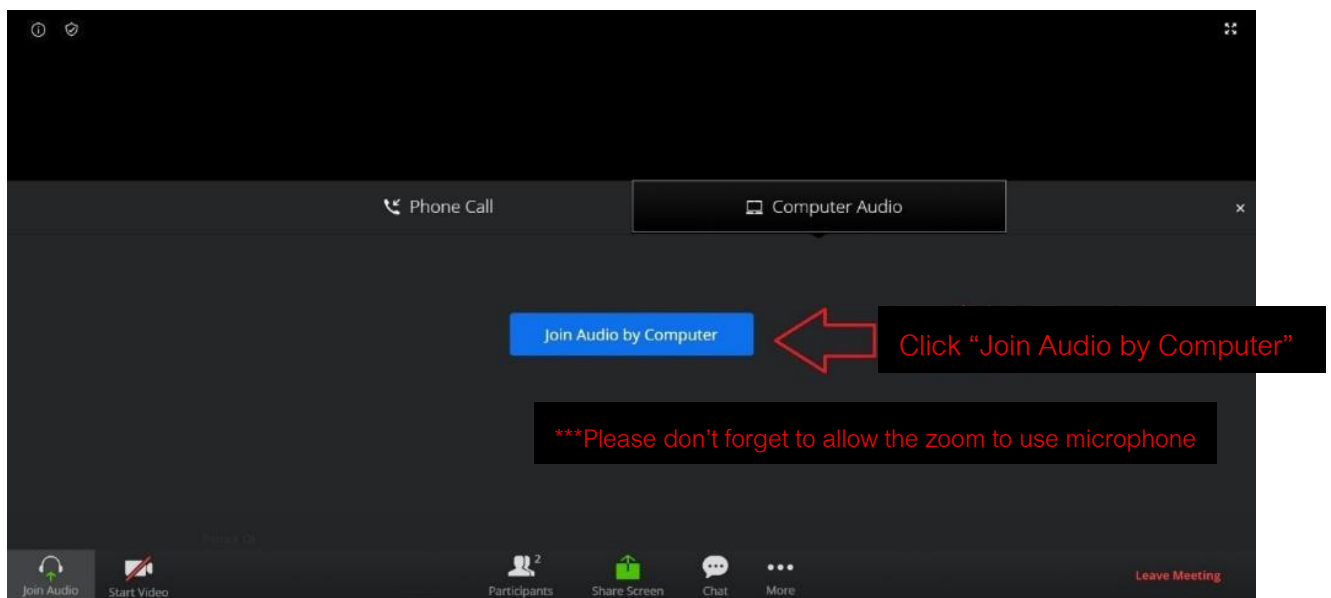 Phone Call
Computer Audio
Join Audio by Computer
Click “Join Audio by Computer”
***Please don’t forget to allow the zoom to use microphone
Join Audio
Start Video
2
Participants
Share Screen
Chat
More
Leave Meeting